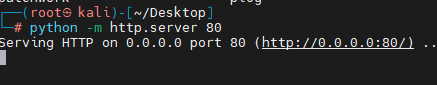 ┌──(root㉿kali)-[~/Desktop]
└─# python -m http.server 80
Serving HTTP on 0.0.0.0 port 80 (http://0.0.0.0:80/) ..